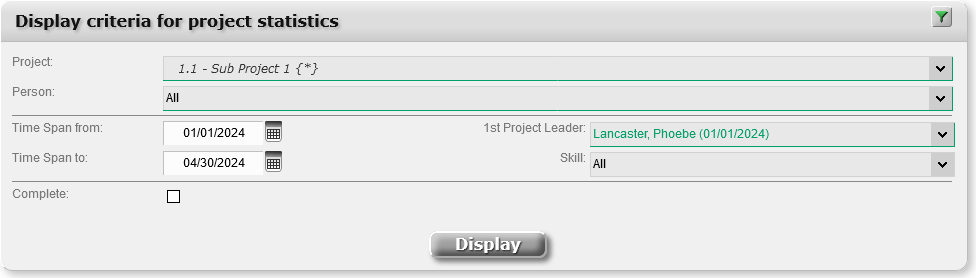 Display criteria for project statistics
Project: 1.1 - Sub Project 1 {*}
Person: All
Time Span from: 01/01/2024 1st Project Leader: Lancaster, Phoebe (01/01/2024)
Time Span to: 04/30/2024 Skill: All
Complete:
Display